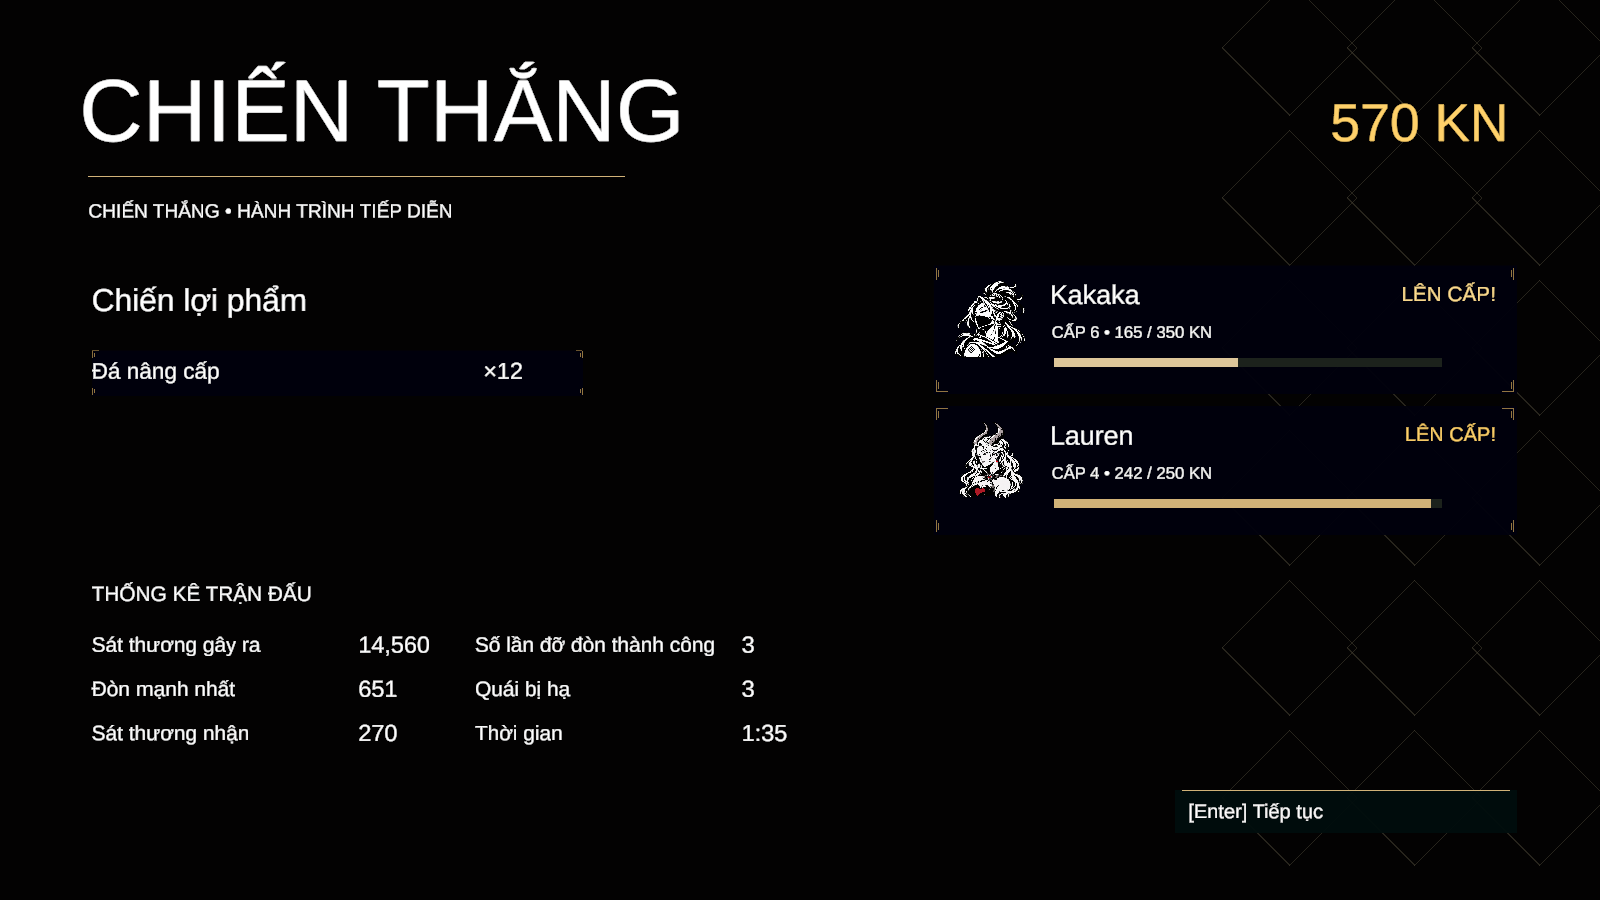 CHIẾN THẮNG
570 KN
CHIẾN THẮNG • HÀNH TRÌNH TIẾP DIỄN
Chiến lợi phẩm
Đá nâng cấp ×12
Kakaka LÊN CẤP!
CẤP 6 • 165 / 350 KN
Lauren LÊN CẤP!
CẤP 4 • 242 / 250 KN
THỐNG KÊ TRẬN ĐẤU
Sát thương gây ra 14,560 Số lần đỡ đòn thành công 3
Đòn mạnh nhất 651 Quái bị hạ 3
Sát thương nhận 270 Thời gian 1:35
[Enter] Tiếp tục